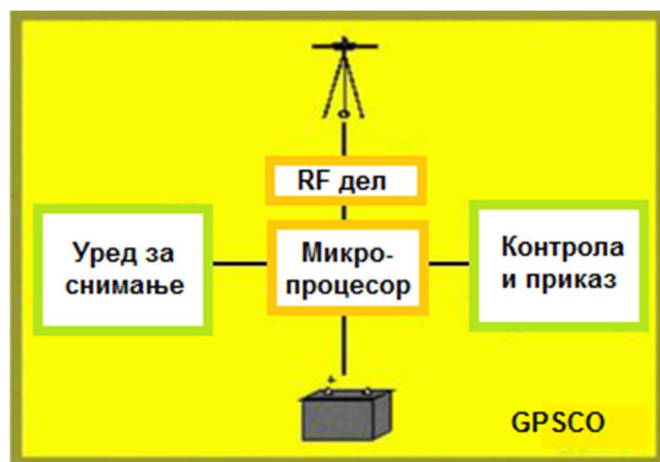 RF дел
Уред за
снимање
Микро-
процесор
Контрола
и приказ
GPSCO